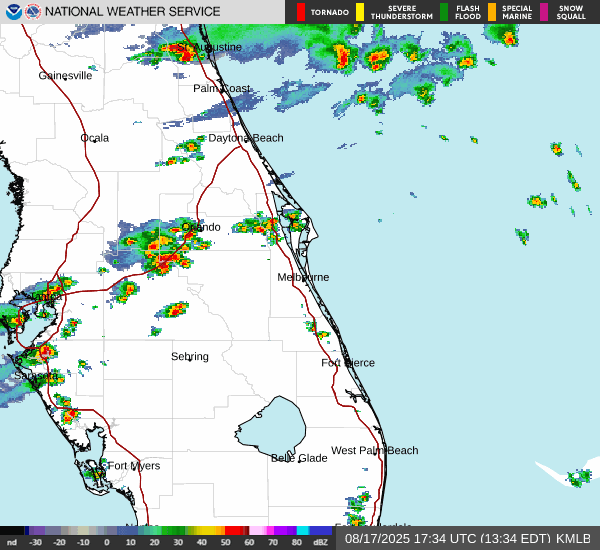 NATIONAL WEATHER SERVICE
TORNADO
SEVERE
THUNDERSTORM
FLASH
FLOOD
SPECIAL
MARINE
SNOW
SQUALL
St. Augustine
Gainesville
Palm Coast
Ocala
Daytona Beach
Orlando
Melbourne
Tampa
Sebring
Fort Pierce
Sarasota
West Palm Beach
Belle Glade
Fort Myers
nd -30 -20 -10 0 10 20 30 40 50 60 70 80 dBZ
08/17/2025 17:34 UTC (13:34 EDT) KMLB